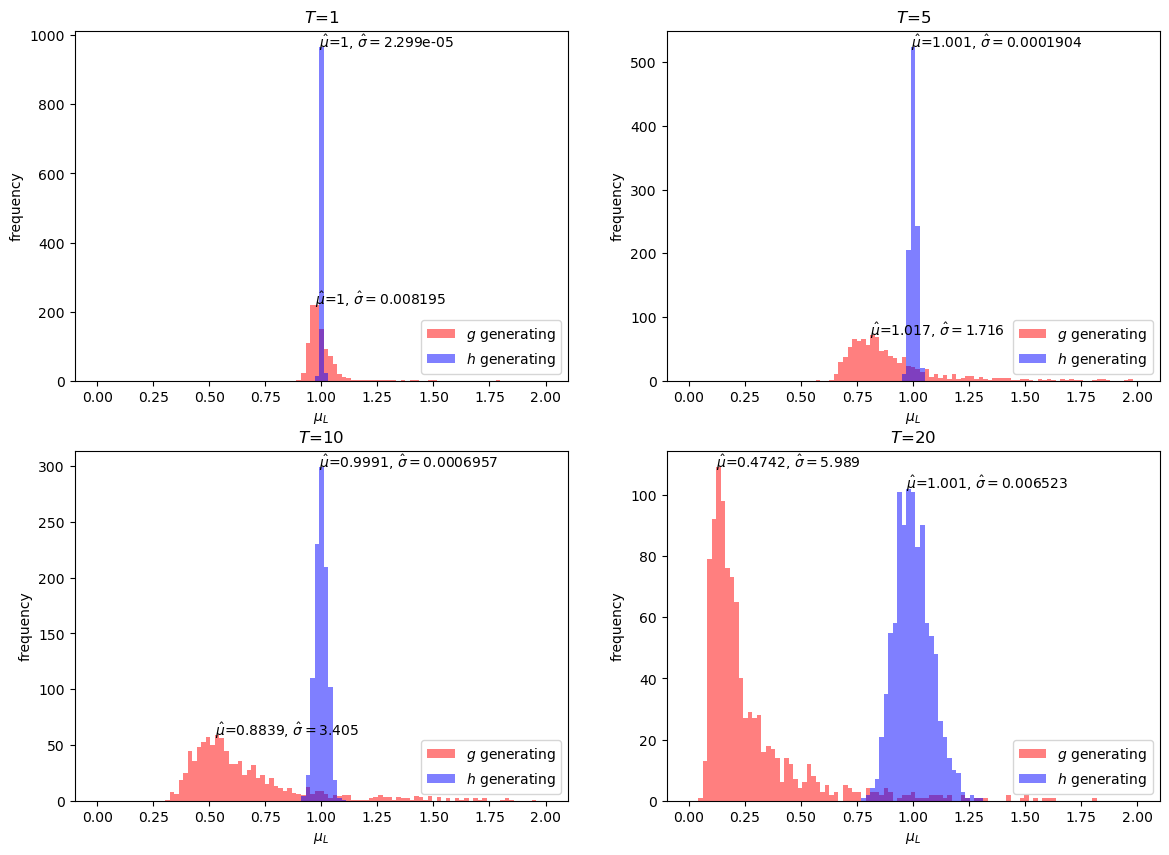 T=1
frequency
1000
800
600
400
200
0
μ̂=1, σ̂ = 2.299e-05
μ̂=1, σ̂ = 0.008195
g generating
h generating
0.00 0.25 0.50 0.75 1.00 1.25 1.50 1.75 2.00
μ_L
T=5
frequency
500
400
300
200
100
0
μ̂=1.001, σ̂ = 0.0001904
μ̂=1.017, σ̂ = 1.716
g generating
h generating
0.00 0.25 0.50 0.75 1.00 1.25 1.50 1.75 2.00
μ_L
T=10
frequency
300
250
200
150
100
50
0
μ̂=0.9991, σ̂ = 0.0006957
μ̂=0.8839, σ̂ = 3.405
g generating
h generating
0.00 0.25 0.50 0.75 1.00 1.25 1.50 1.75 2.00
μ_L
T=20
frequency
100
80
60
40
20
0
μ̂=0.4742, σ̂ = 5.989
μ̂=1.001, σ̂ = 0.006523
g generating
h generating
0.00 0.25 0.50 0.75 1.00 1.25 1.50 1.75 2.00
μ_L